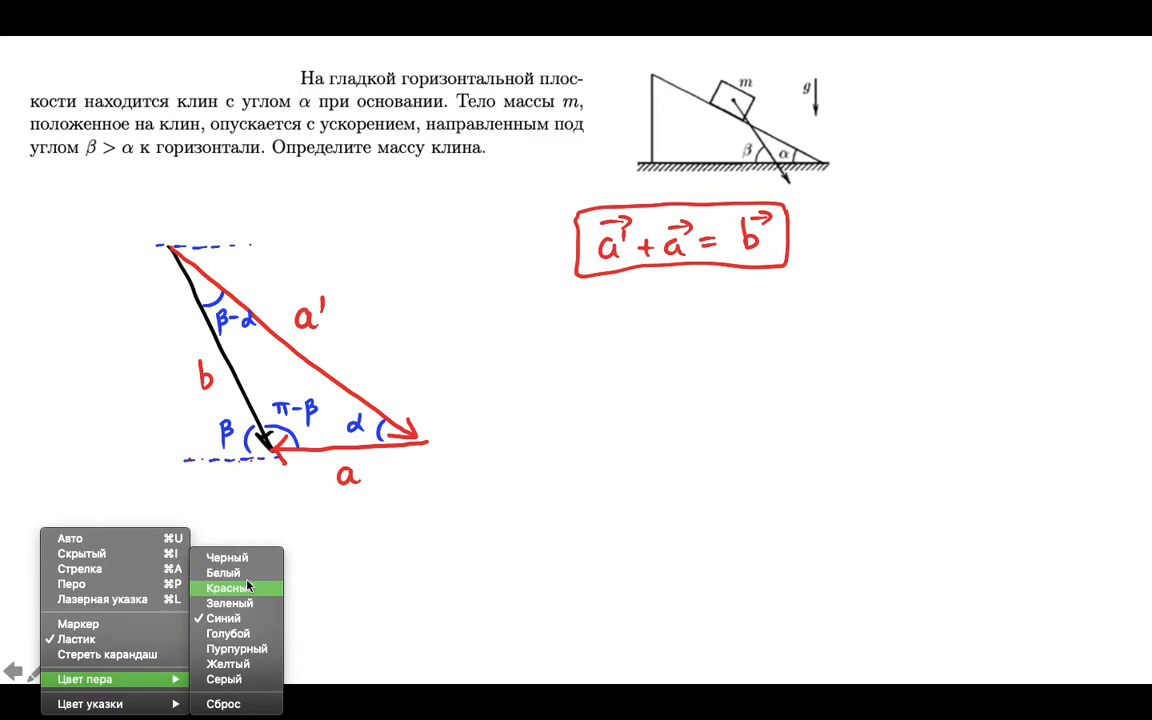 На гладкой горизонтальной плос-
кости находится клин с углом α при основании. Тело массы m,
положенное на клин, опускается с ускорением, направленным под
углом β > α к горизонтали. Определите массу клина.
m
g
β
α
a⃗' + a⃗ = b⃗
β-α
a'
b
π-β
α
β
a
Авто ⌘U
Скрытый ⌘I
Стрелка ⌘A
Перо ⌘P
Лазерная указка ⌘L
Маркер
✓ Ластик
Стереть карандаш
Цвет пера
Цвет указки
Черный
Белый
Красный
Зеленый
✓ Синий
Голубой
Пурпурный
Желтый
Серый
Сброс